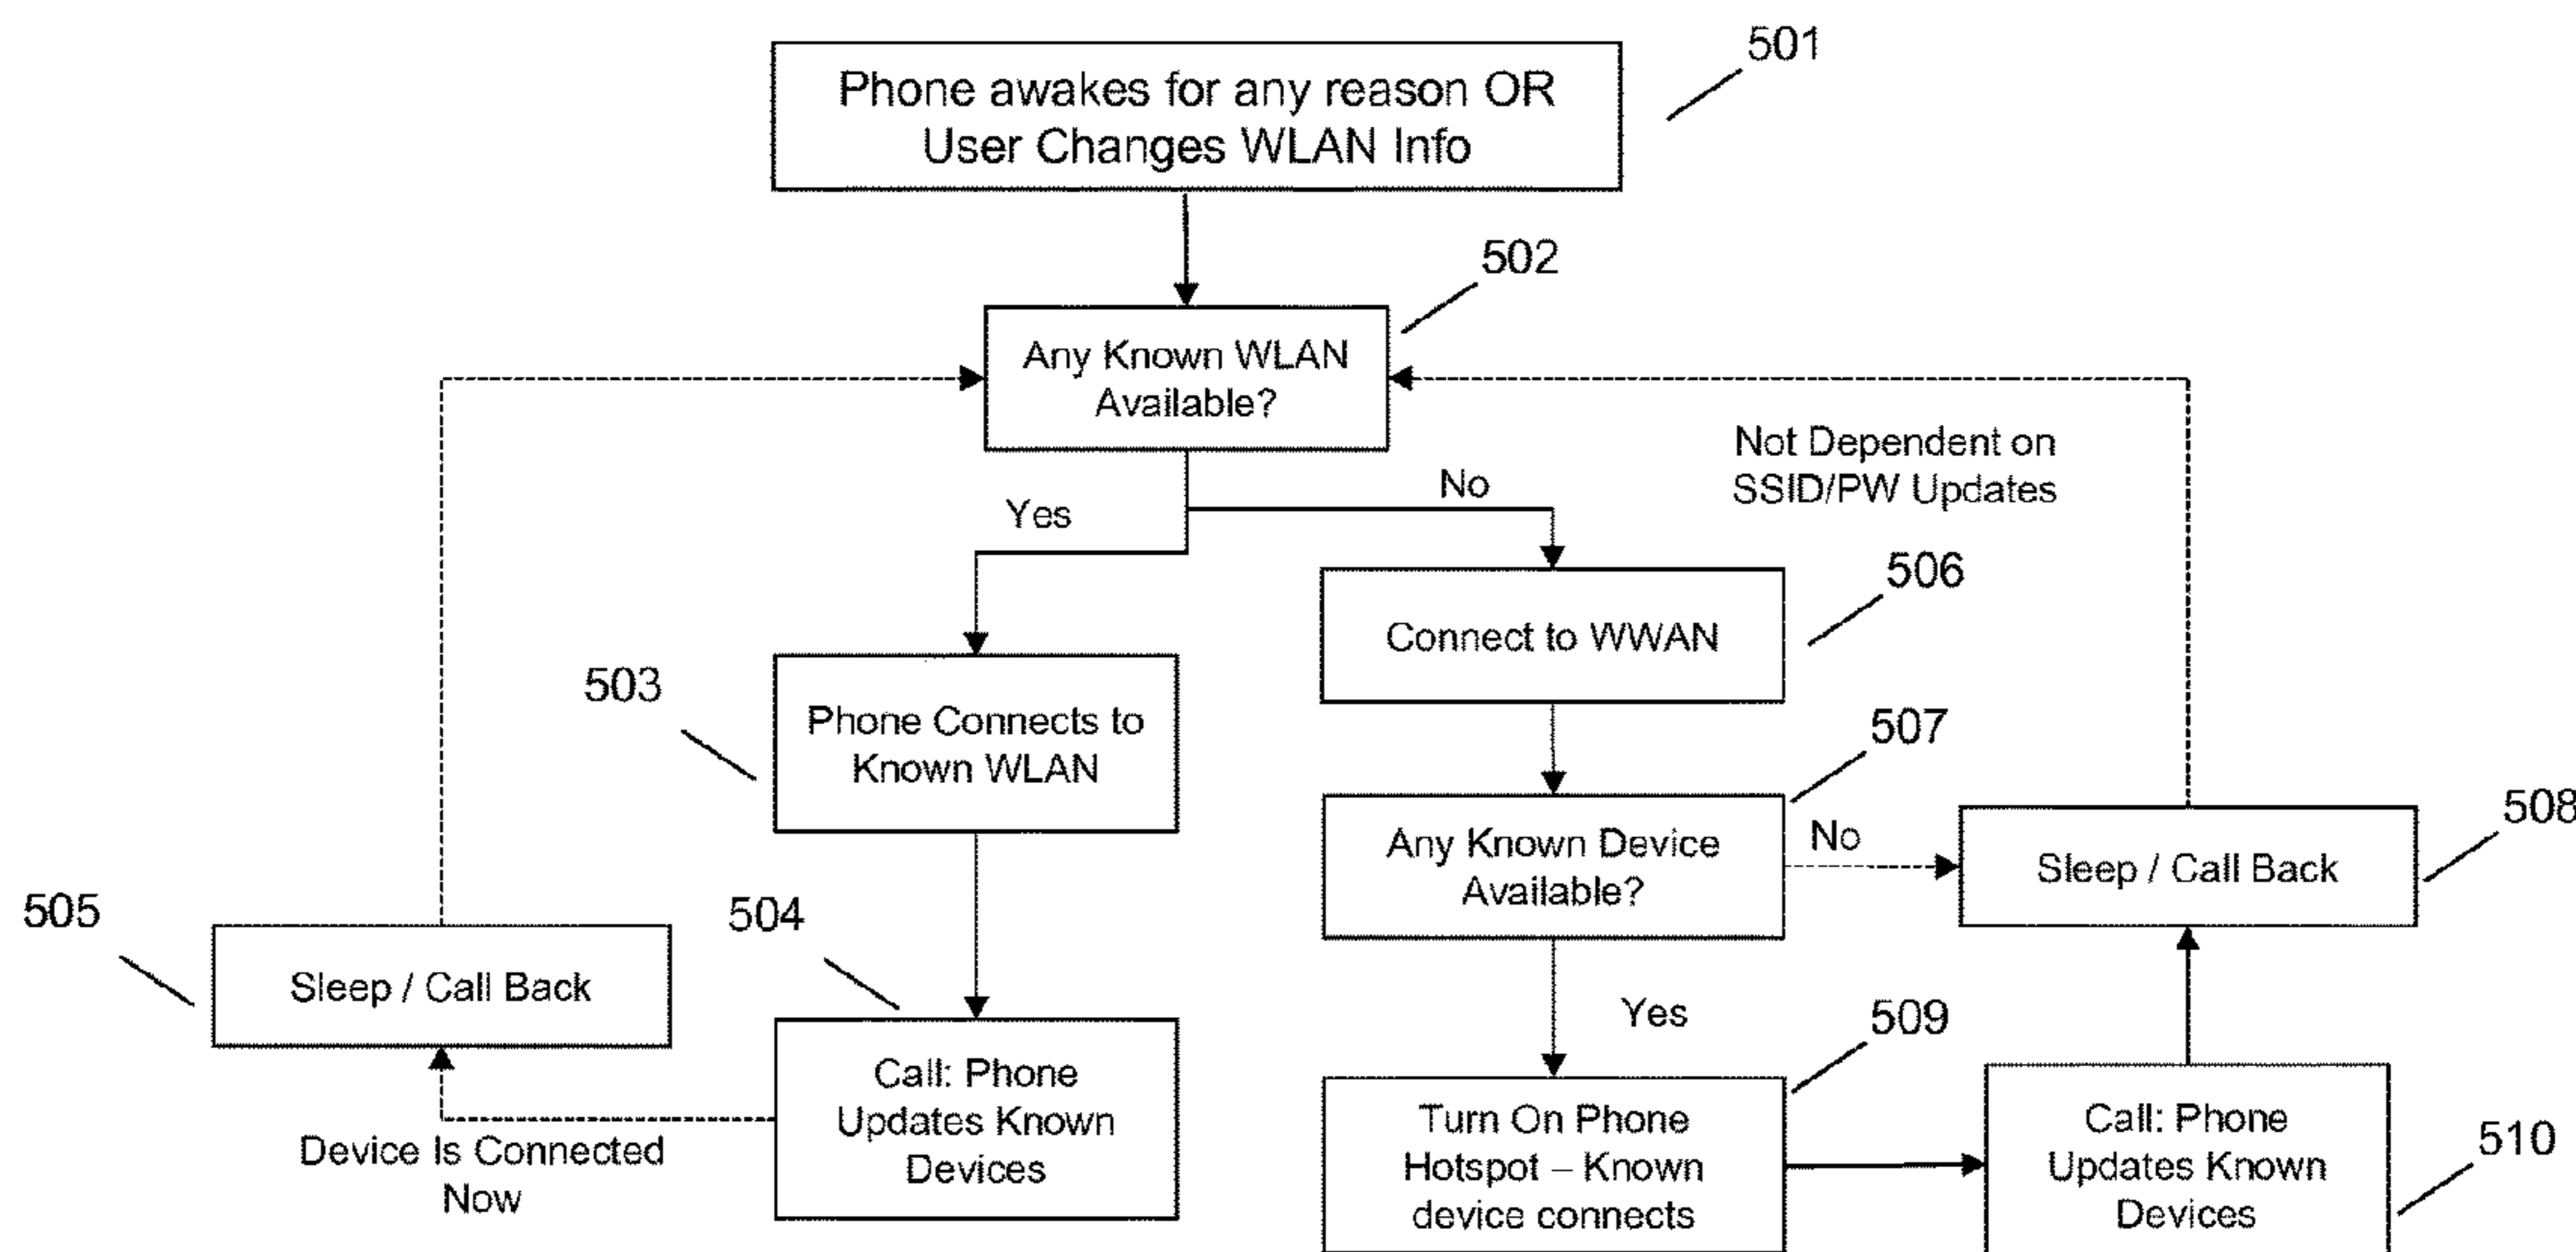 501
Phone awakes for any reason OR
User Changes WLAN Info
502
Any Known WLAN
Available?
Not Dependent on
SSID/PW Updates
No
Yes
506
Connect to WWAN
503
Phone Connects to
Known WLAN
507
Any Known Device
Available?
No
508
Sleep / Call Back
505
Sleep / Call Back
504
Call: Phone
Updates Known
Devices
Device Is Connected
Now
Yes
509
Turn On Phone
Hotspot – Known
device connects
Call: Phone
Updates Known
Devices
510